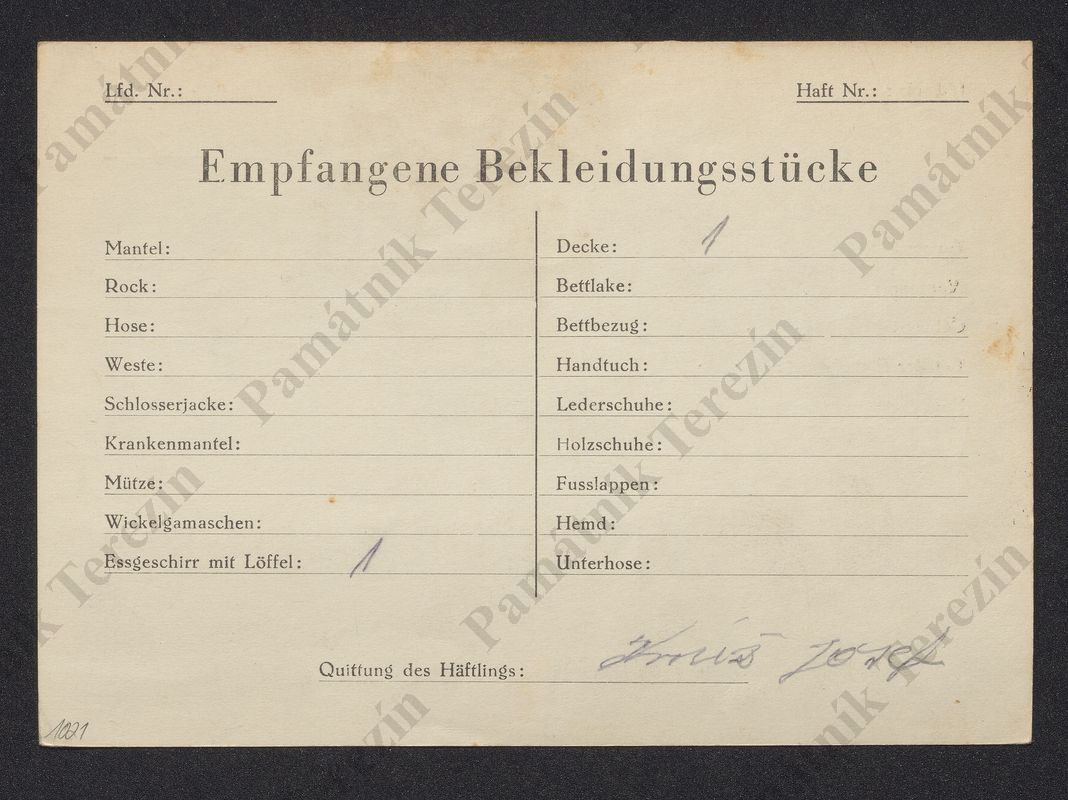 Lfd. Nr.:
Haft Nr.:
Empfangene Bekleidungsstücke
Mantel:
Rock:
Hose:
Weste:
Schlosserjacke:
Krankenmantel:
Mütze:
Wickelgamaschen:
Essgeschirr mit Löffel: 1
Decke: 1
Bettlake:
Bettbezug:
Handtuch:
Lederschuhe:
Holzschuhe:
Fusslappen:
Hemd:
Unterhose:
Quittung des Häftlings: Josef
1021
Památník Terezín